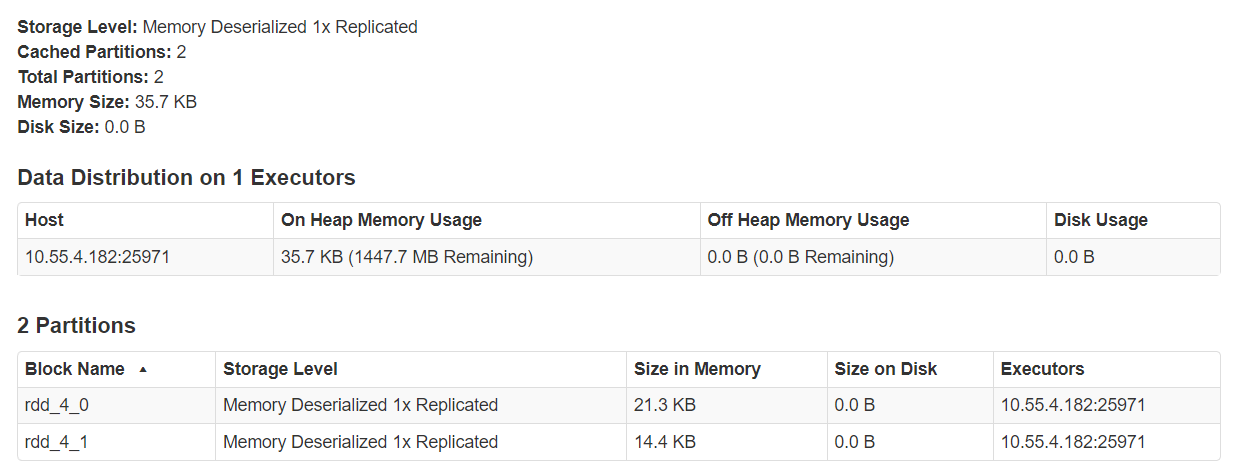 Storage Level: Memory Deserialized 1x Replicated
Cached Partitions: 2
Total Partitions: 2
Memory Size: 35.7 KB
Disk Size: 0.0 B
Data Distribution on 1 Executors
Host On Heap Memory Usage Off Heap Memory Usage Disk Usage
10.55.4.182:25971 35.7 KB (1447.7 MB Remaining) 0.0 B (0.0 B Remaining) 0.0 B
2 Partitions
Block Name ▲ Storage Level Size in Memory Size on Disk Executors
rdd_4_0 Memory Deserialized 1x Replicated 21.3 KB 0.0 B 10.55.4.182:25971
rdd_4_1 Memory Deserialized 1x Replicated 14.4 KB 0.0 B 10.55.4.182:25971